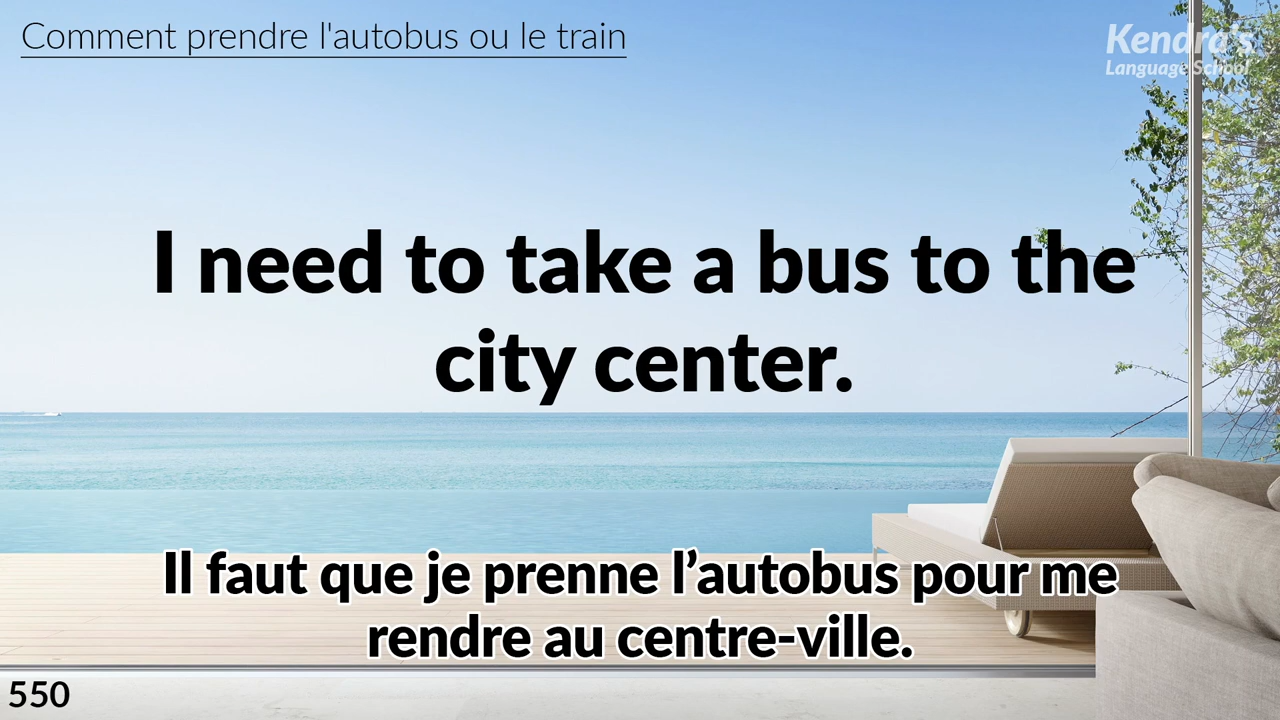 Comment prendre l'autobus ou le train
Kendra's
Language School
I need to take a bus to the
city center.
Il faut que je prenne l’autobus pour me
rendre au centre-ville.
550